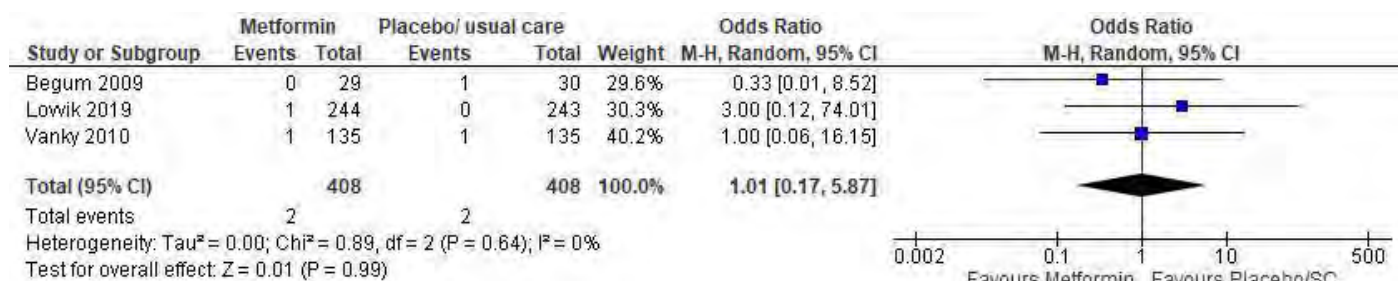 Metformin Placebo/ usual care Odds Ratio Odds Ratio
Study or Subgroup Events Total Events Total Weight M-H, Random, 95% CI M-H, Random, 95% CI
Begum 2009 0 29 1 30 29.6% 0.33 [0.01, 8.52]
Lowik 2019 1 244 0 243 30.3% 3.00 [0.12, 74.01]
Vanky 2010 1 135 1 135 40.2% 1.00 [0.06, 16.15]
Total (95% CI) 408 408 100.0% 1.01 [0.17, 5.87]
Total events 2 2
Heterogeneity: Tau² = 0.00; Chi² = 0.89, df = 2 (P = 0.64); I² = 0%
Test for overall effect: Z = 0.01 (P = 0.99)
0.002 0.1 1 10 500
Favours Metformin Favours Placebo/SC